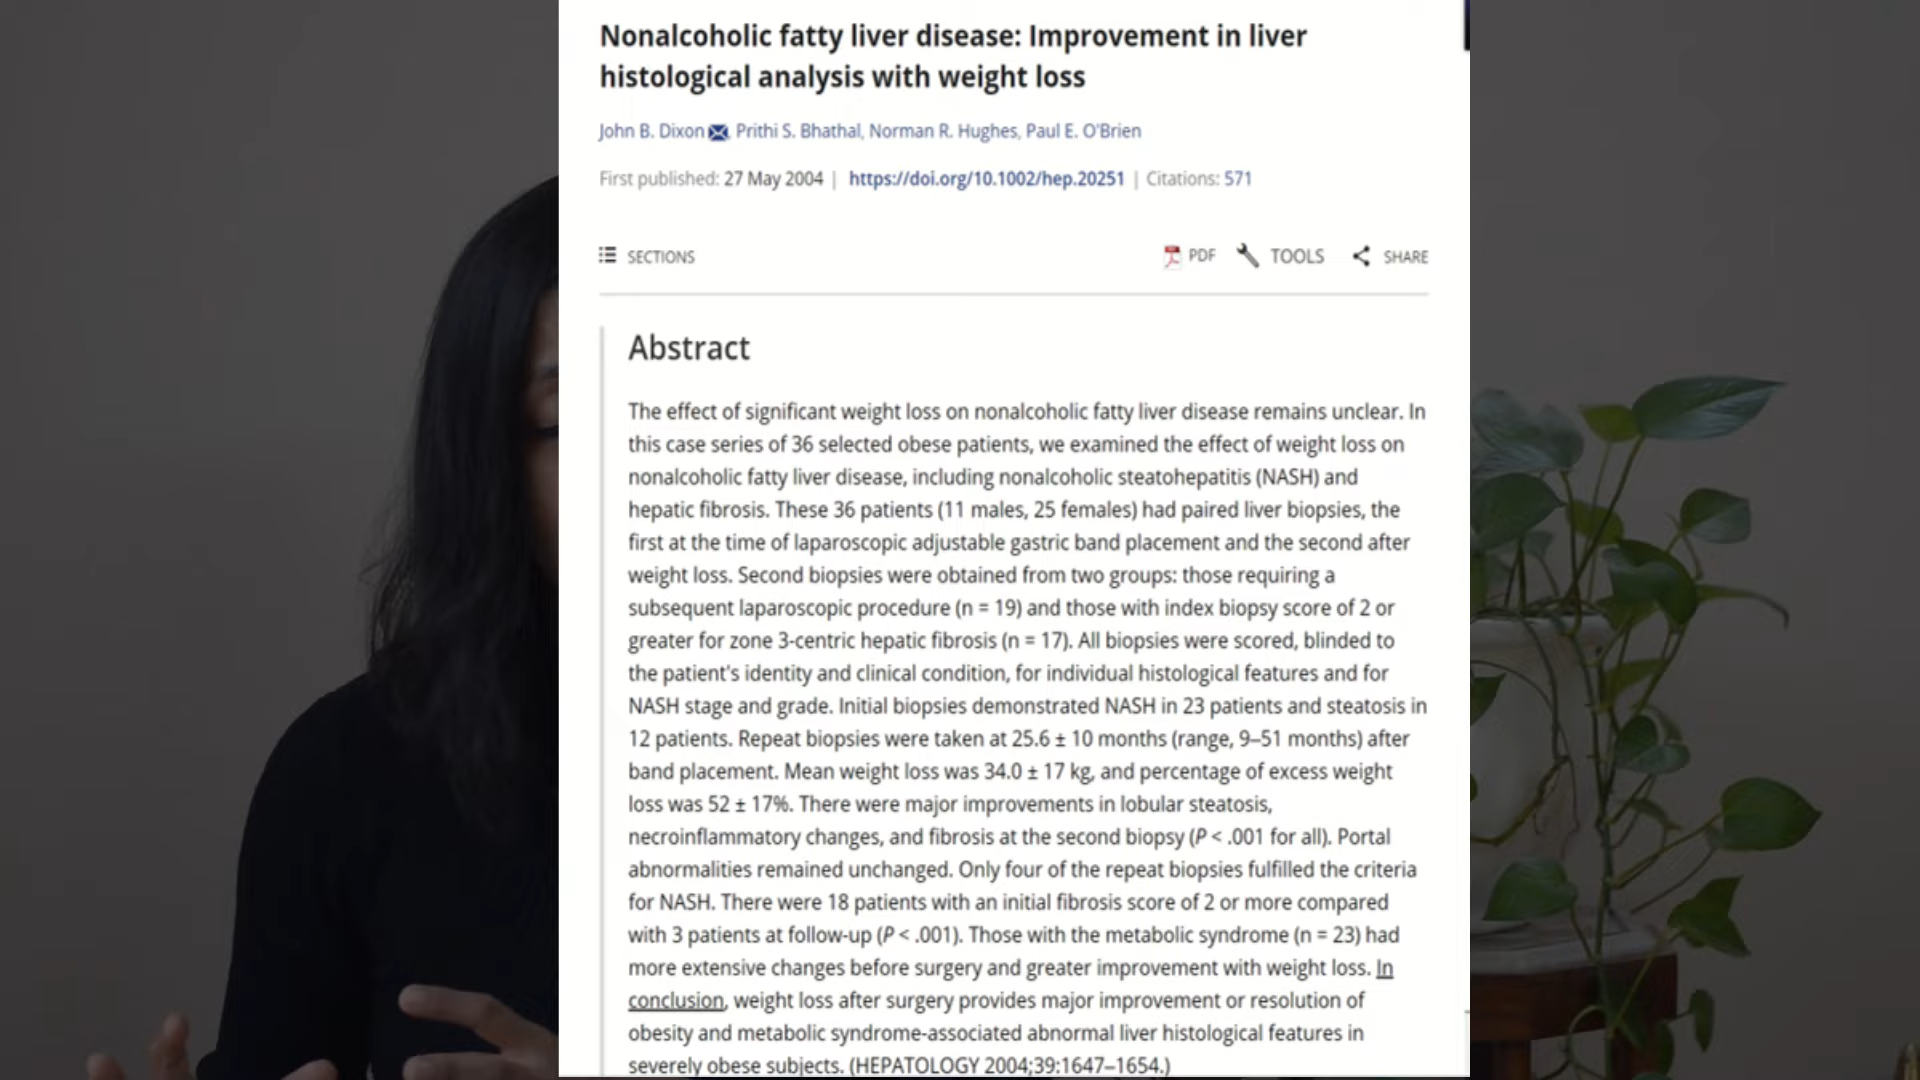 Nonalcoholic fatty liver disease: Improvement in liver
histological analysis with weight loss
John B. Dixon, Prithi S. Bhathal, Norman R. Hughes, Paul E. O'Brien
First published: 27 May 2004 | https://doi.org/10.1002/hep.20251 | Citations: 571
SECTIONS PDF TOOLS SHARE
Abstract
The effect of significant weight loss on nonalcoholic fatty liver disease remains unclear. In
this case series of 36 selected obese patients, we examined the effect of weight loss on
nonalcoholic fatty liver disease, including nonalcoholic steatohepatitis (NASH) and
hepatic fibrosis. These 36 patients (11 males, 25 females) had paired liver biopsies, the
first at the time of laparoscopic adjustable gastric band placement and the second after
weight loss. Second biopsies were obtained from two groups: those requiring a
subsequent laparoscopic procedure (n = 19) and those with index biopsy score of 2 or
greater for zone 3-centric hepatic fibrosis (n = 17). All biopsies were scored, blinded to
the patient's identity and clinical condition, for individual histological features and for
NASH stage and grade. Initial biopsies demonstrated NASH in 23 patients and steatosis in
12 patients. Repeat biopsies were taken at 25.6 ± 10 months (range, 9–51 months) after
band placement. Mean weight loss was 34.0 ± 17 kg, and percentage of excess weight
loss was 52 ± 17%. There were major improvements in lobular steatosis,
necroinflammatory changes, and fibrosis at the second biopsy (P < .001 for all). Portal
abnormalities remained unchanged. Only four of the repeat biopsies fulfilled the criteria
for NASH. There were 18 patients with an initial fibrosis score of 2 or more compared
with 3 patients at follow-up (P < .001). Those with the metabolic syndrome (n = 23) had
more extensive changes before surgery and greater improvement with weight loss. In
conclusion, weight loss after surgery provides major improvement or resolution of
obesity and metabolic syndrome-associated abnormal liver histological features in
severely obese subjects. (HEPATOLOGY 2004;39:1647–1654.)